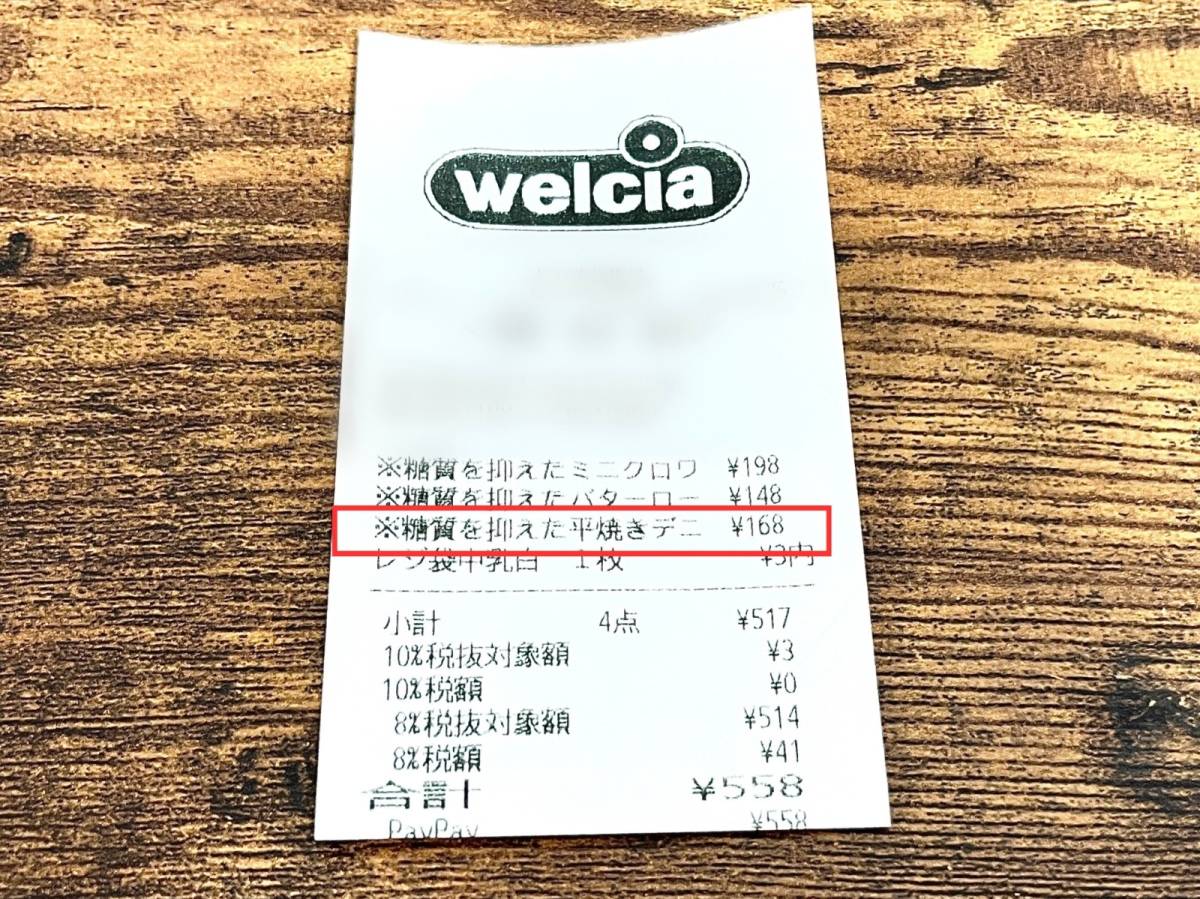 welcia
※糖質を抑えたミニクロワ ¥198
※糖質を抑えたバターロー ¥148
※糖質を抑えた平焼きデニ ¥168
レジ袋中乳白 1枚 ¥3内
小計 4点 ¥517
10%税抜対象額 ¥3
10%税額 ¥0
8%税抜対象額 ¥514
8%税額 ¥41
合計 ¥558
PayPay ¥558